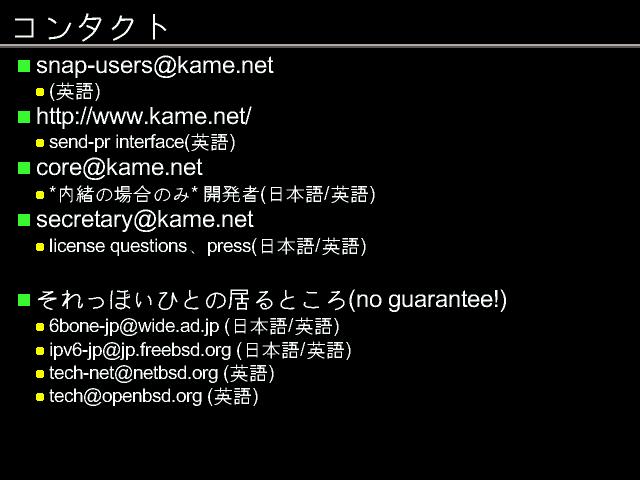 コンタクト
snap-users@kame.net
(英語)
http://www.kame.net/
send-pr interface(英語)
core@kame.net
*内緒の場合のみ* 開発者(日本語/英語)
secretary@kame.net
license questions、press(日本語/英語)
それっぽいひとの居るところ(no guarantee!)
6bone-jp@wide.ad.jp (日本語/英語)
ipv6-jp@jp.freebsd.org (日本語/英語)
tech-net@netbsd.org (英語)
tech@openbsd.org (英語)